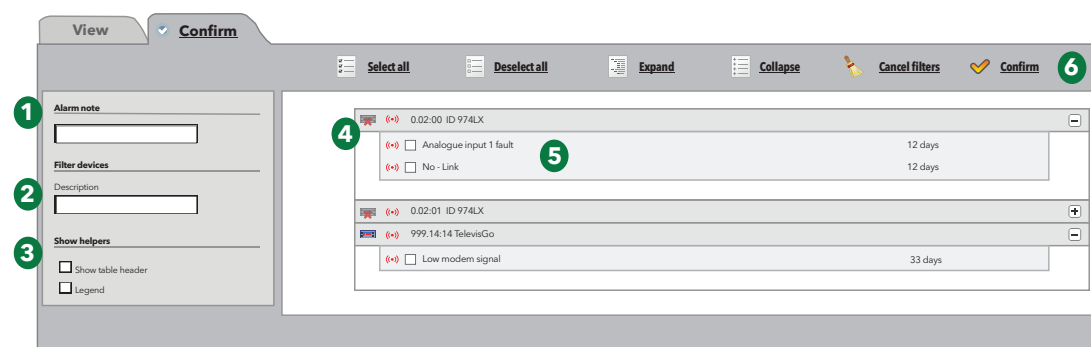 View
Confirm
Select all
Deselect all
Expand
Collapse
Cancel filters
Confirm
6
1
Alarm note
Filter devices
2
Description
Show helpers
3
Show table header
Legend
4
0.02:00 ID 974LX
Analogue input 1 fault
12 days
5
No - Link
12 days
0.02:01 ID 974LX
999.14:14 TelevisGo
Low modem signal
33 days